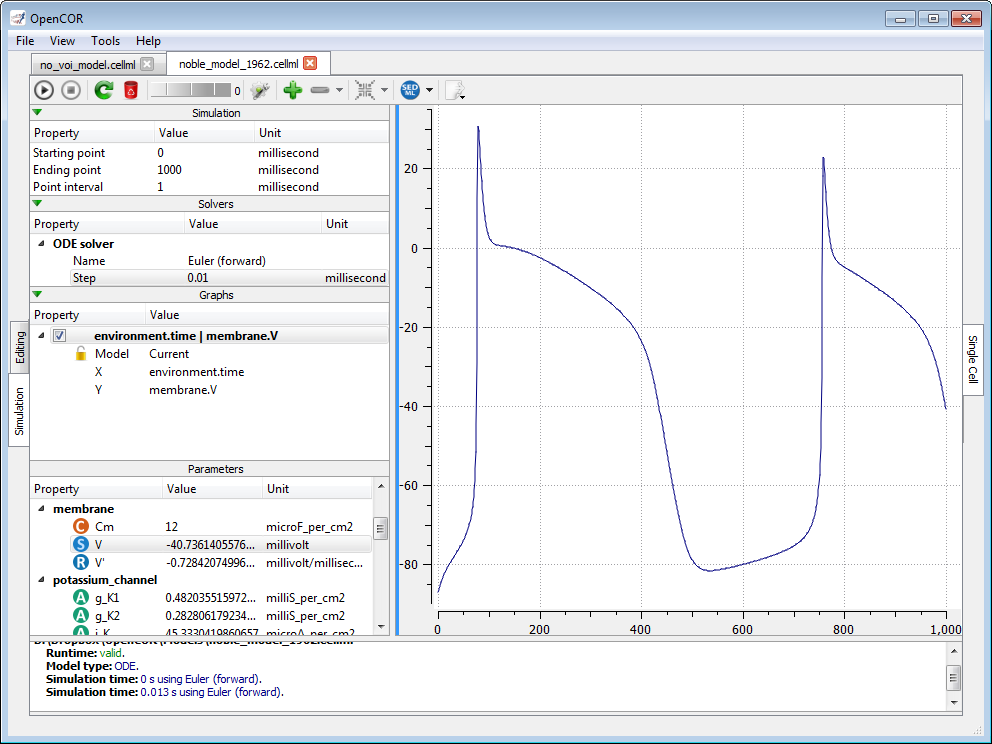 OpenCOR
File View Tools Help
no_voi_model.cellml noble_model_1962.cellml
0 SED ML
Simulation
Property Value Unit
Starting point 0 millisecond
Ending point 1000 millisecond
Point interval 1 millisecond
Solvers
Property Value Unit
ODE solver
Name Euler (forward)
Step 0.01 millisecond
Graphs
Property Value
environment.time | membrane.V
Model Current
X environment.time
Y membrane.V
Editing
Simulation
Parameters
Property Value Unit
membrane
C Cm 12 microF_per_cm2
S V -40.7361405576... millivolt
R V' -0.72842074996... millivolt/millisec...
potassium_channel
A g_K1 0.482035515972... milliS_per_cm2
A g_K2 0.282806179234... milliS_per_cm2
A i_K 45.3330419860657 microA_per_cm2
20
0
-20
-40
-60
-80
0 200 400 600 800 1,000
Single Cell
Runtime: valid.
Model type: ODE.
Simulation time: 0 s using Euler (forward).
Simulation time: 0.013 s using Euler (forward).